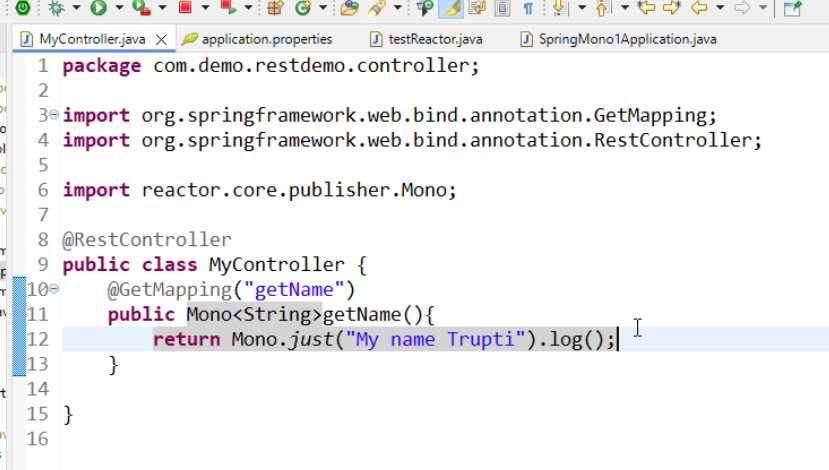 MyController.java
application.properties
testReactor.java
SpringMono1Application.java
1 package com.demo.restdemo.controller;
2
3 import org.springframework.web.bind.annotation.GetMapping;
4 import org.springframework.web.bind.annotation.RestController;
5
6 import reactor.core.publisher.Mono;
7
8 @RestController
9 public class MyController {
10 @GetMapping("getName")
11 public Mono<String>getName(){
12 return Mono.just("My name Trupti").log();
13 }
14
15 }
16